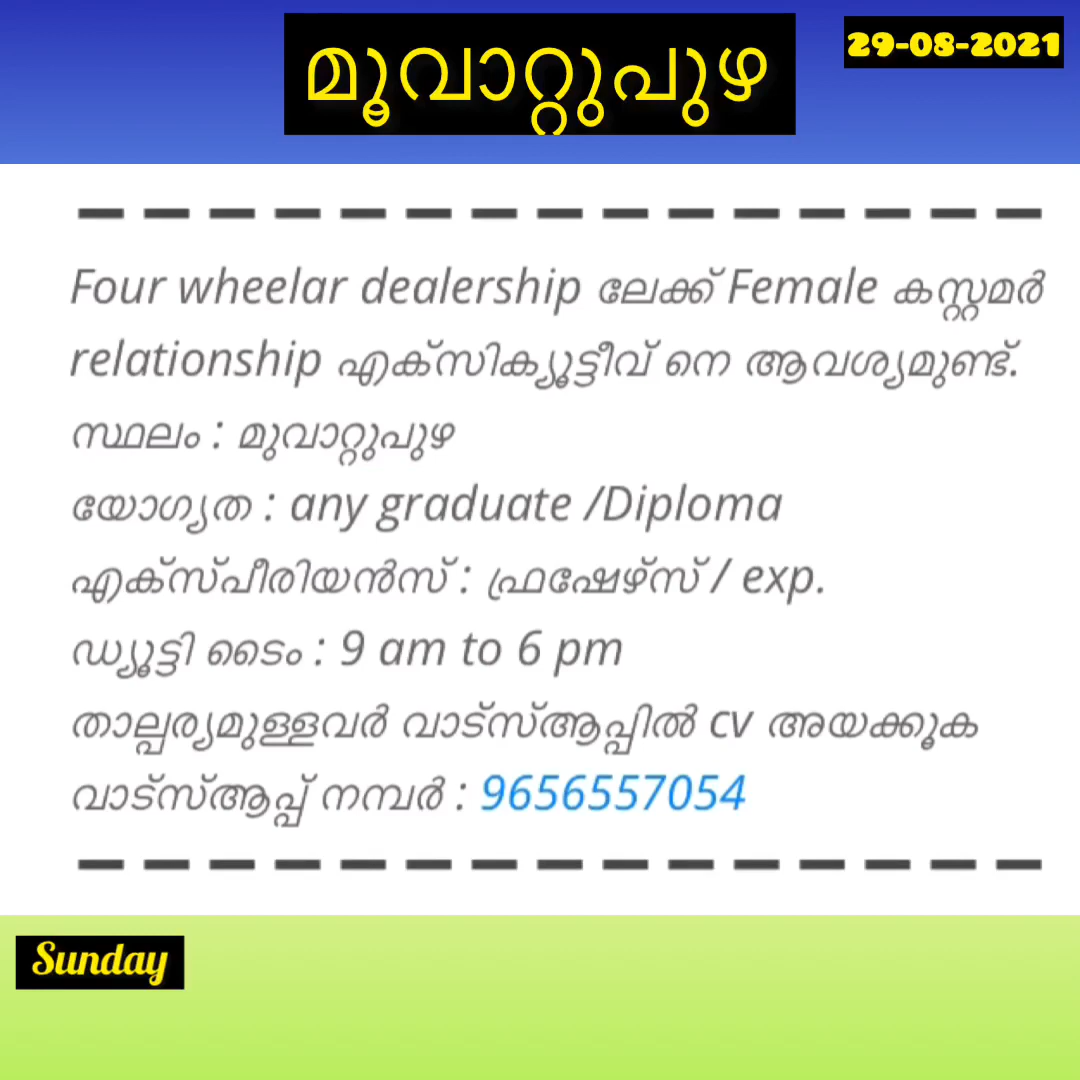 മൂവാറ്റുപുഴ
29-08-2021
Four wheelar dealership ലേക്ക് Female കസ്റ്റമർ
relationship എക്സിക്യൂട്ടീവ് നെ ആവശ്യമുണ്ട്.
സ്ഥലം : മുവാറ്റുപുഴ
യോഗ്യത : any graduate /Diploma
എക്സ്പീരിയൻസ് : ഫ്രഷേഴ്സ് / exp.
ഡ്യൂട്ടി ടൈം : 9 am to 6 pm
താല്പര്യമുള്ളവർ വാട്സ്ആപ്പിൽ cv അയക്കൂക
വാട്സ്ആപ്പ് നമ്പർ : 9656557054
Sunday